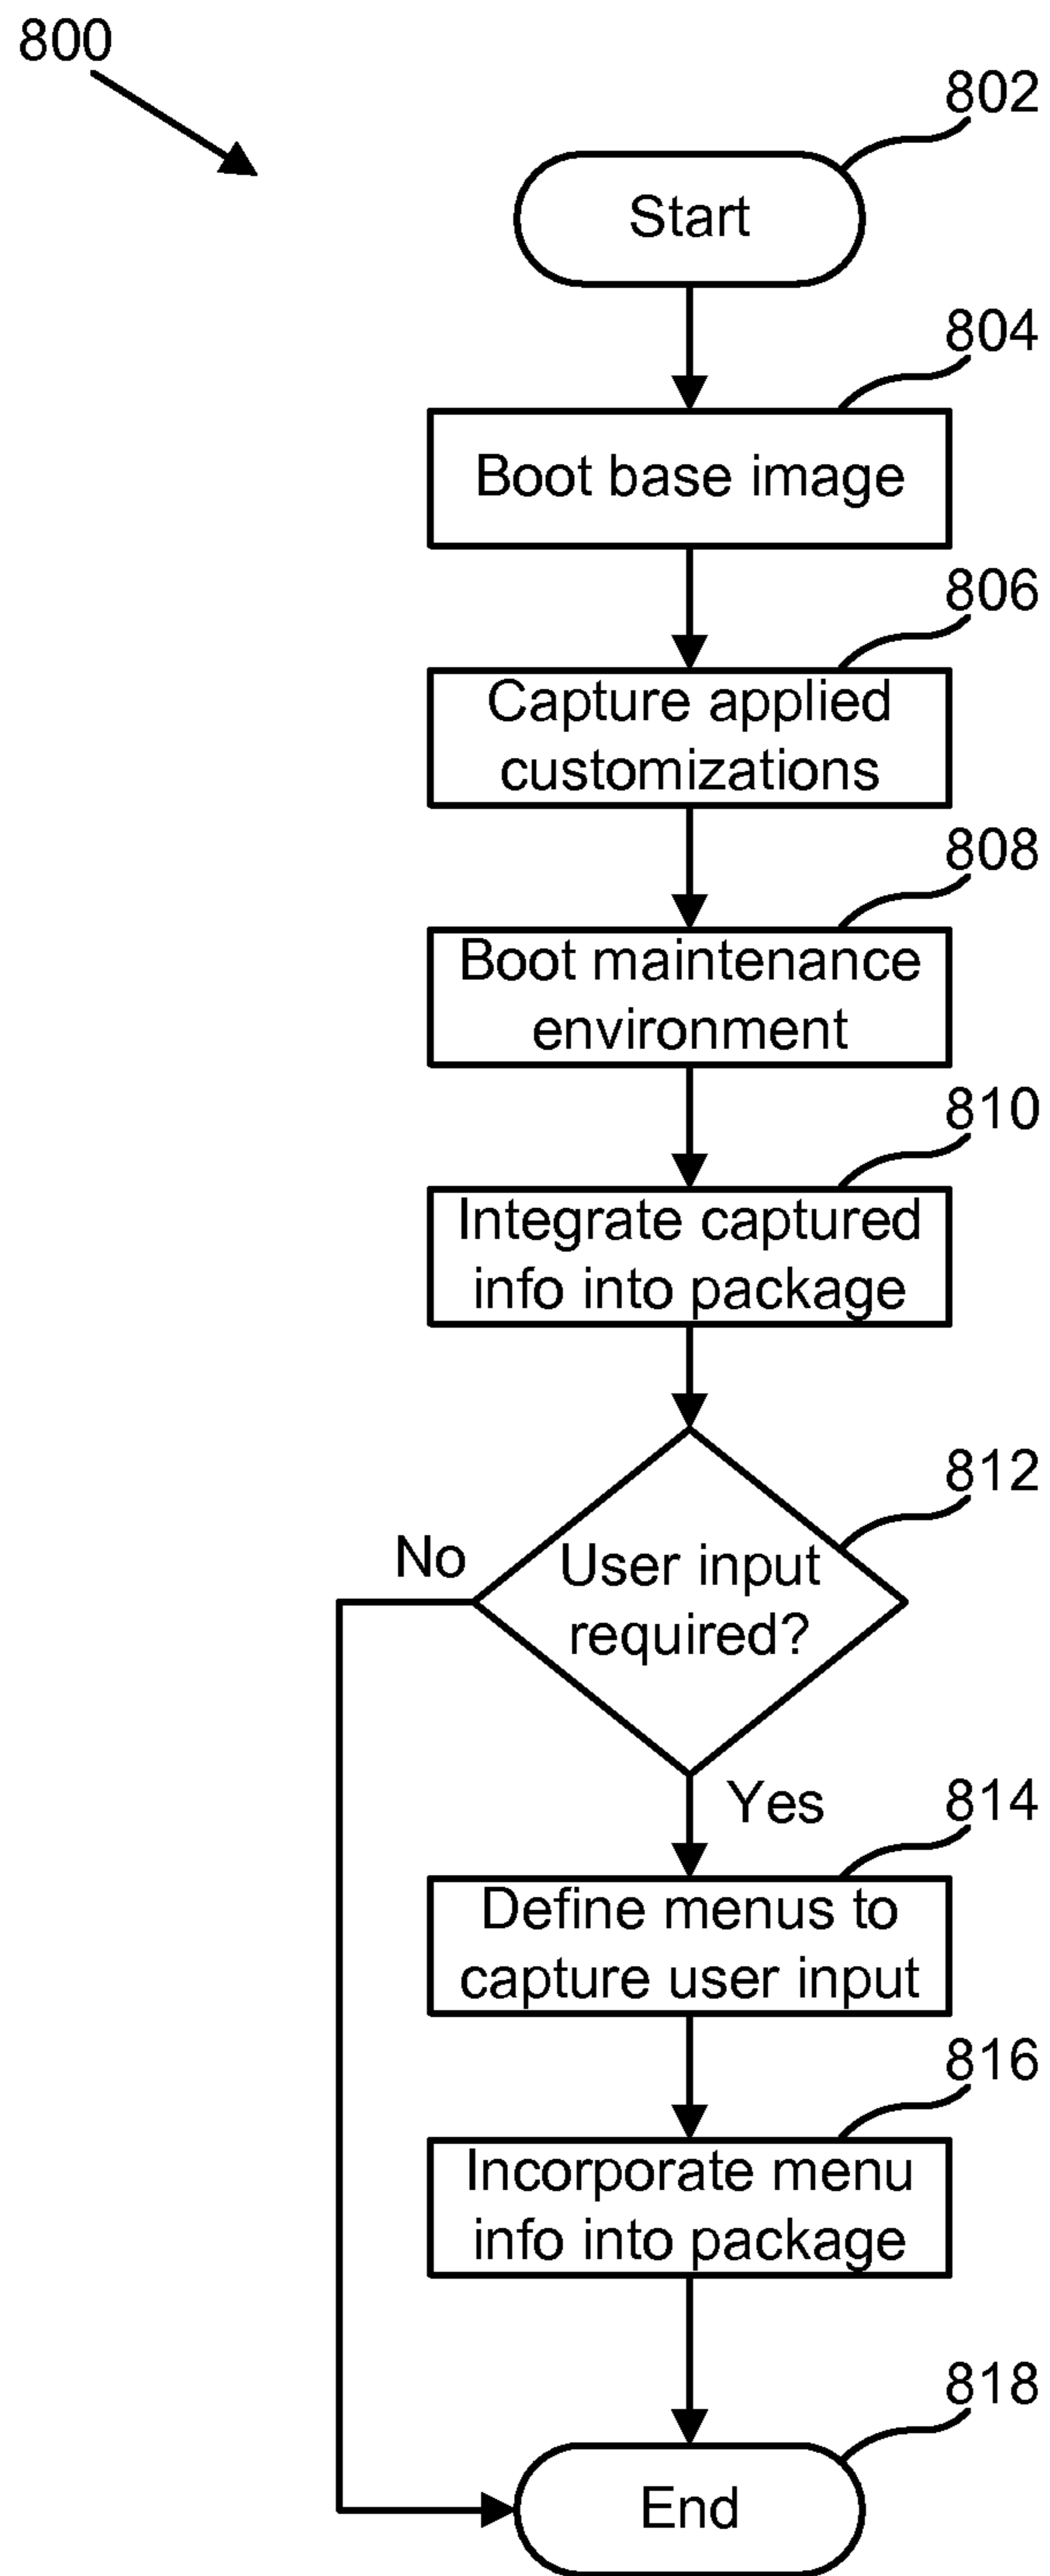 800
802
Start
804
Boot base image
806
Capture applied
customizations
808
Boot maintenance
environment
810
Integrate captured
info into package
812
No
User input
required?
Yes
814
Define menus to
capture user input
816
Incorporate menu
info into package
818
End